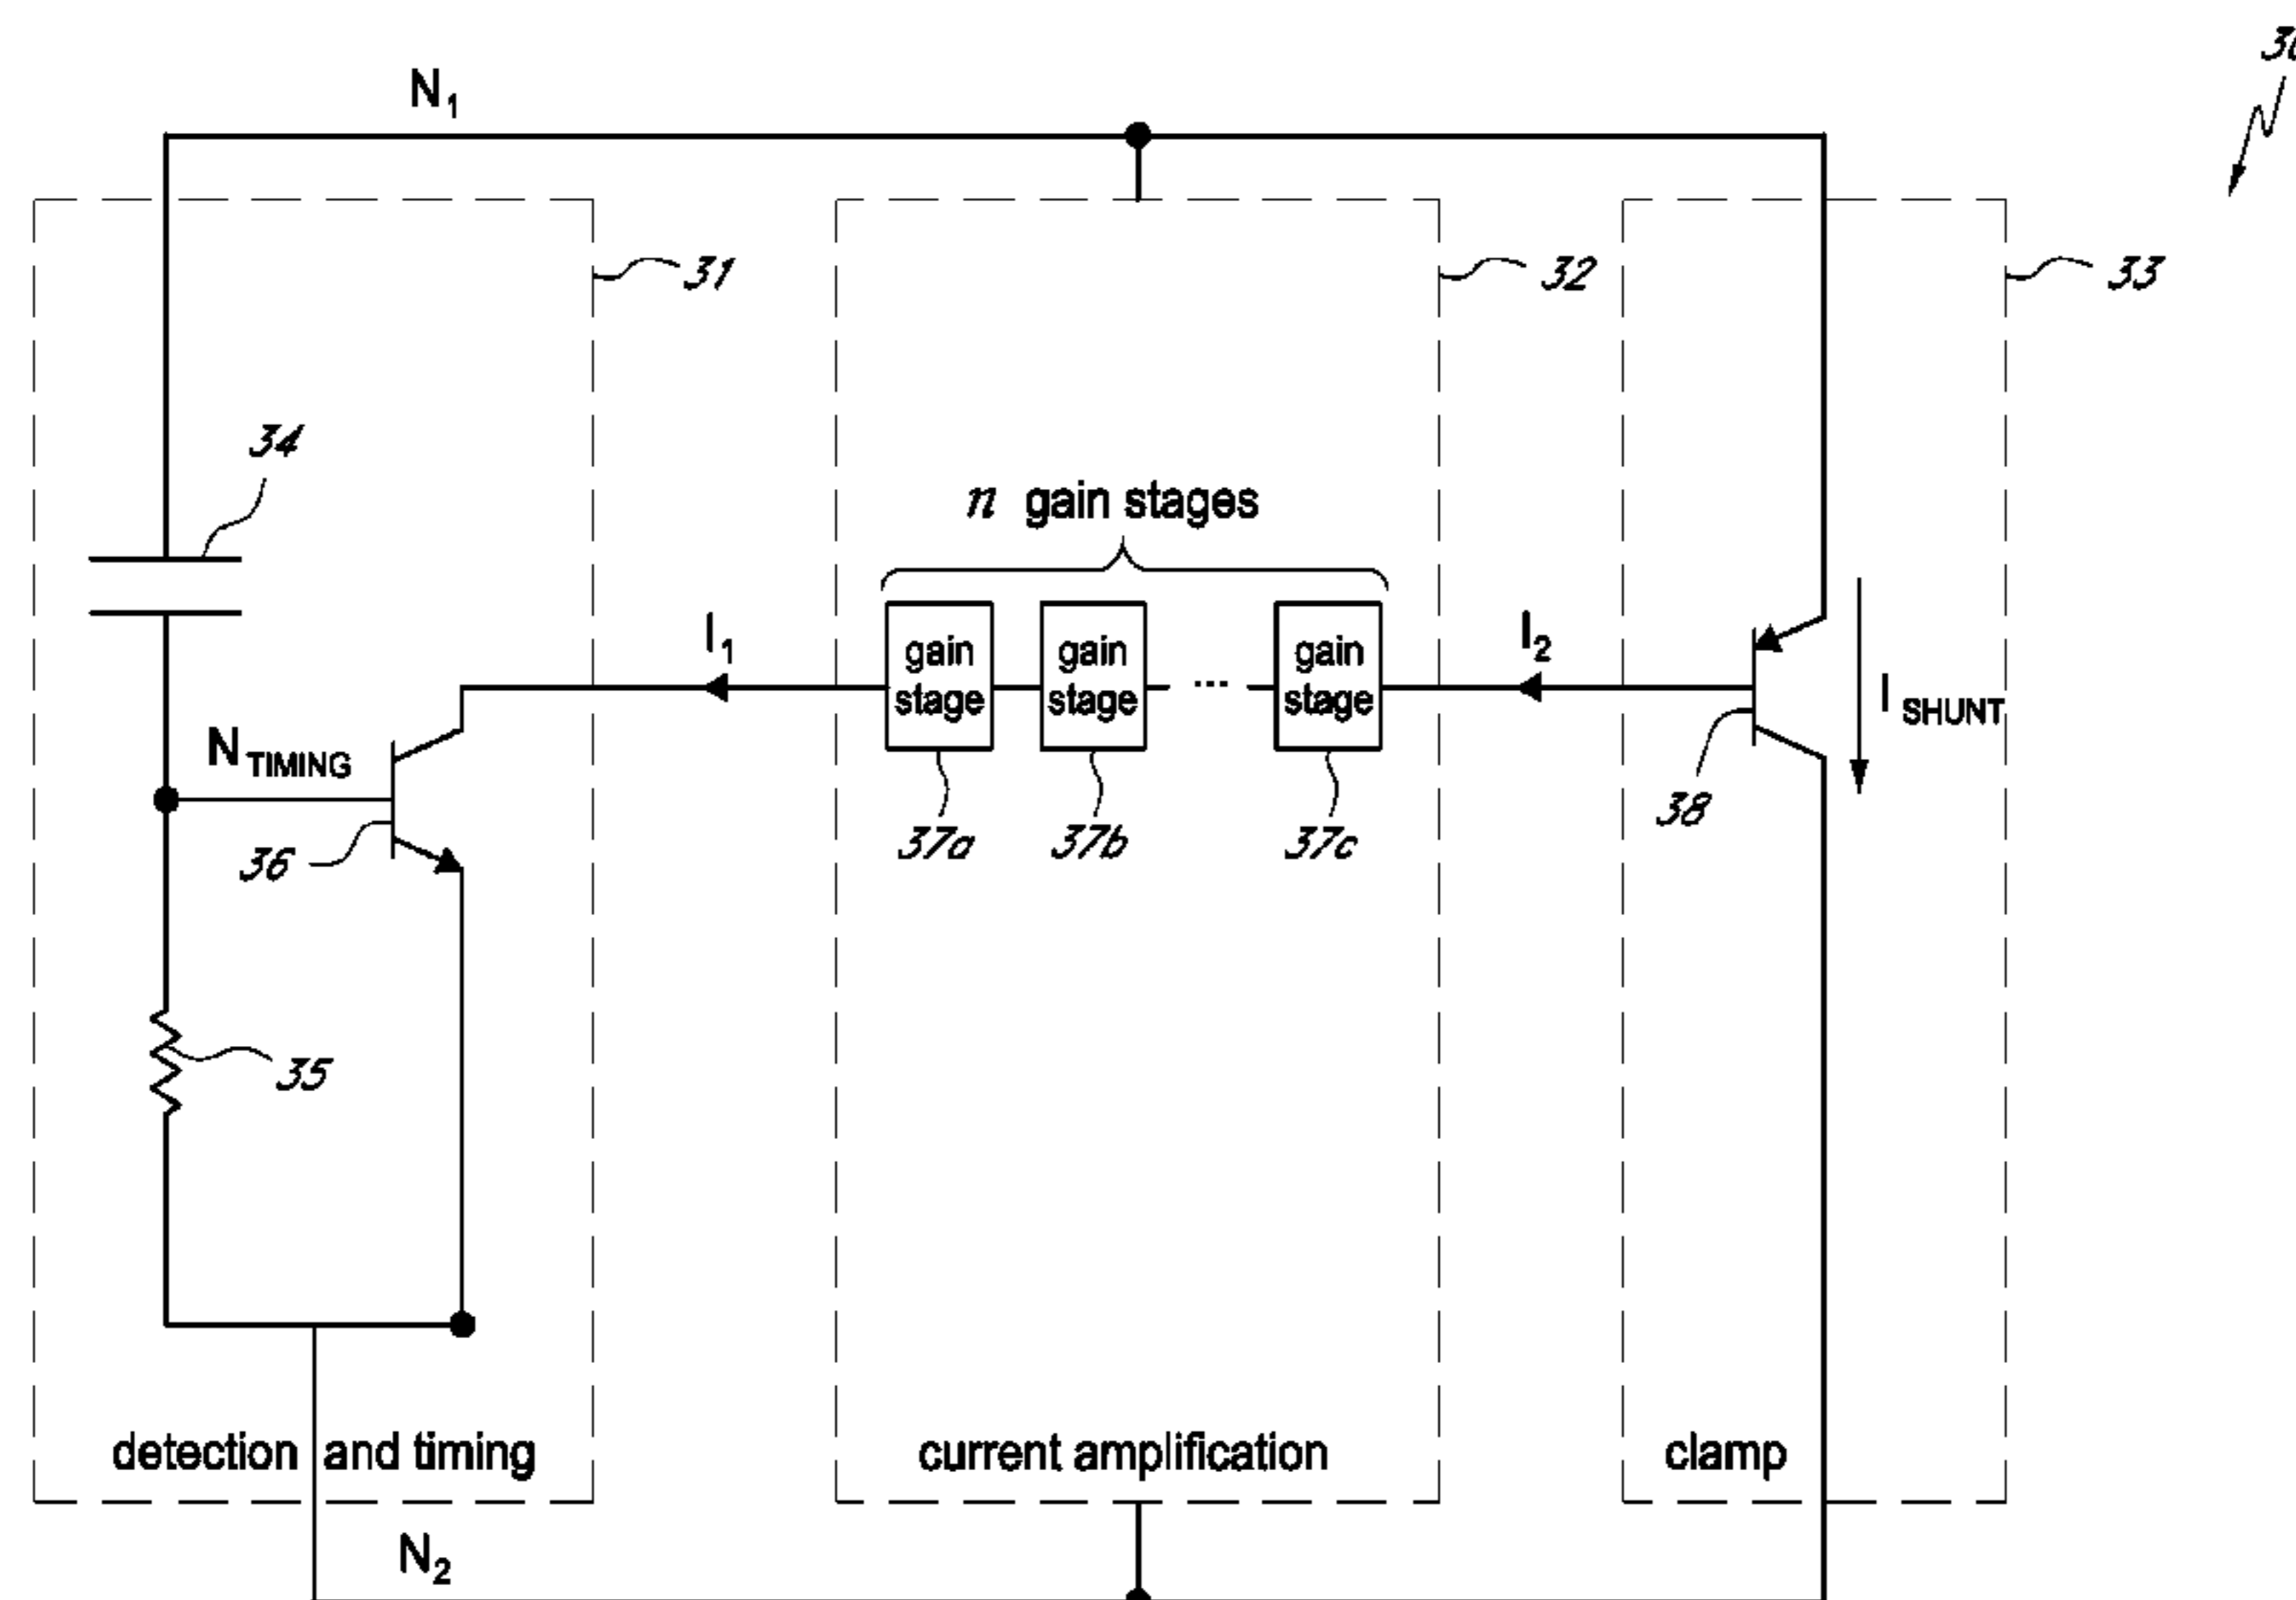 N1
31
32
33
34
n gain stages
gain stage
gain stage
...
gain stage
I1
I2
ISHUNT
NTIMING
36
37a
37b
37c
38
35
detection and timing
current amplification
clamp
N2